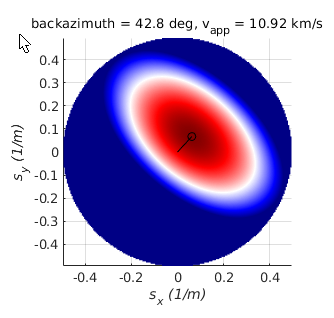 backazimuth = 42.8 deg, v_app = 10.92 km/s
0.4
0.3
0.2
0.1
0
-0.1
-0.2
-0.3
-0.4
s_y (1/m)
-0.4 -0.2 0 0.2 0.4
s_x (1/m)